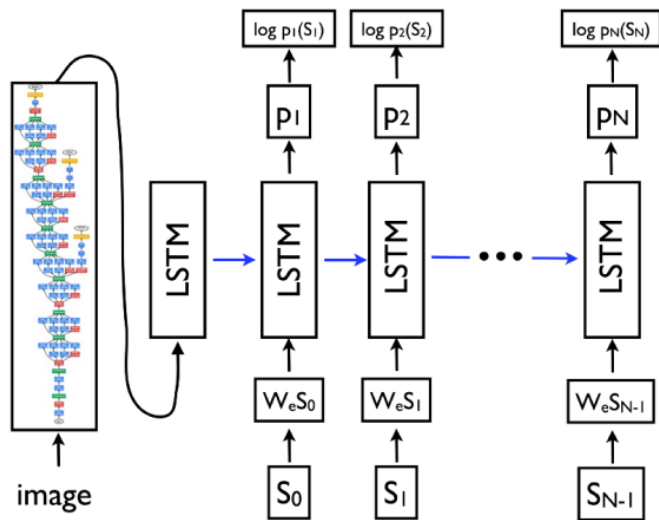 log p₁(S₁) log p₂(S₂) log pN(SN)
p₁ p₂ pN
LSTM LSTM LSTM ••• LSTM
WₑS₀ WₑS₁ WₑSN-1
image S₀ S₁ SN-1